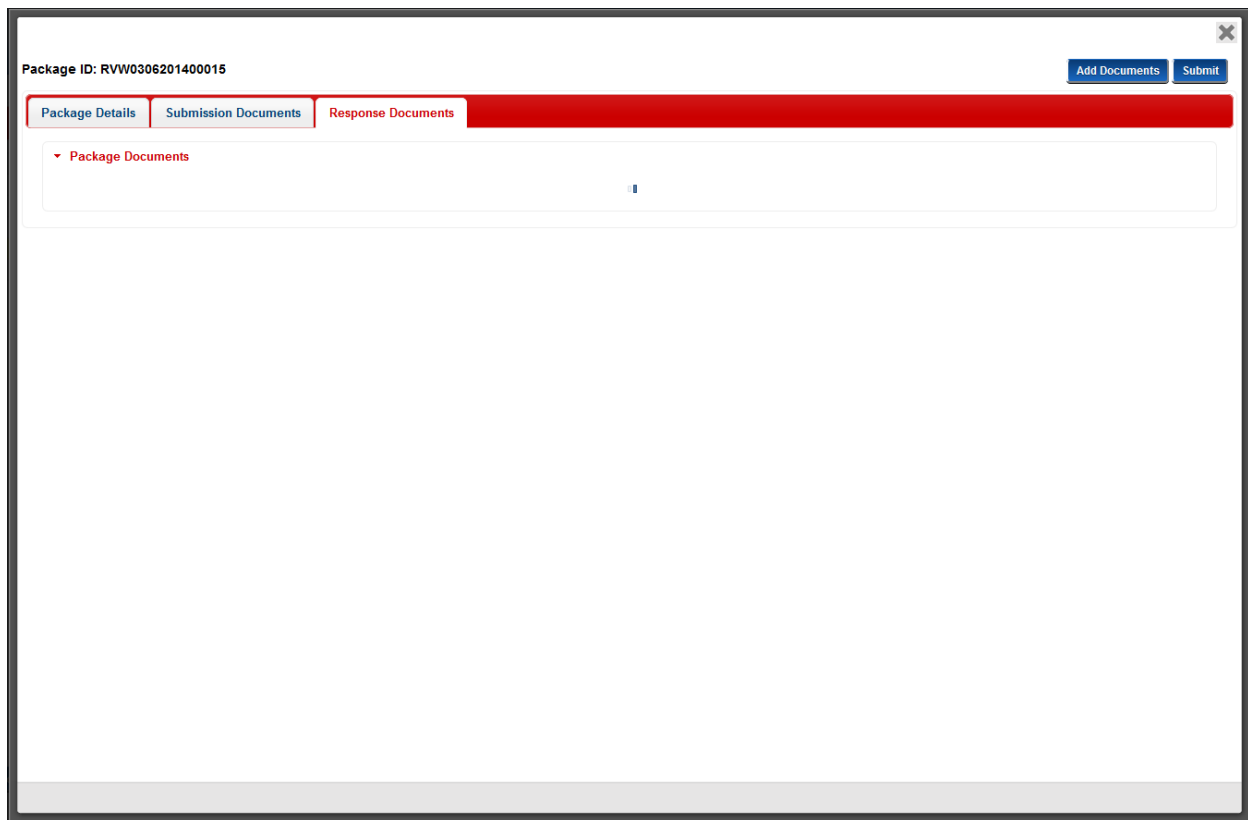 Package ID: RVW0306201400015
Add Documents Submit
Package Details Submission Documents Response Documents
Package Documents